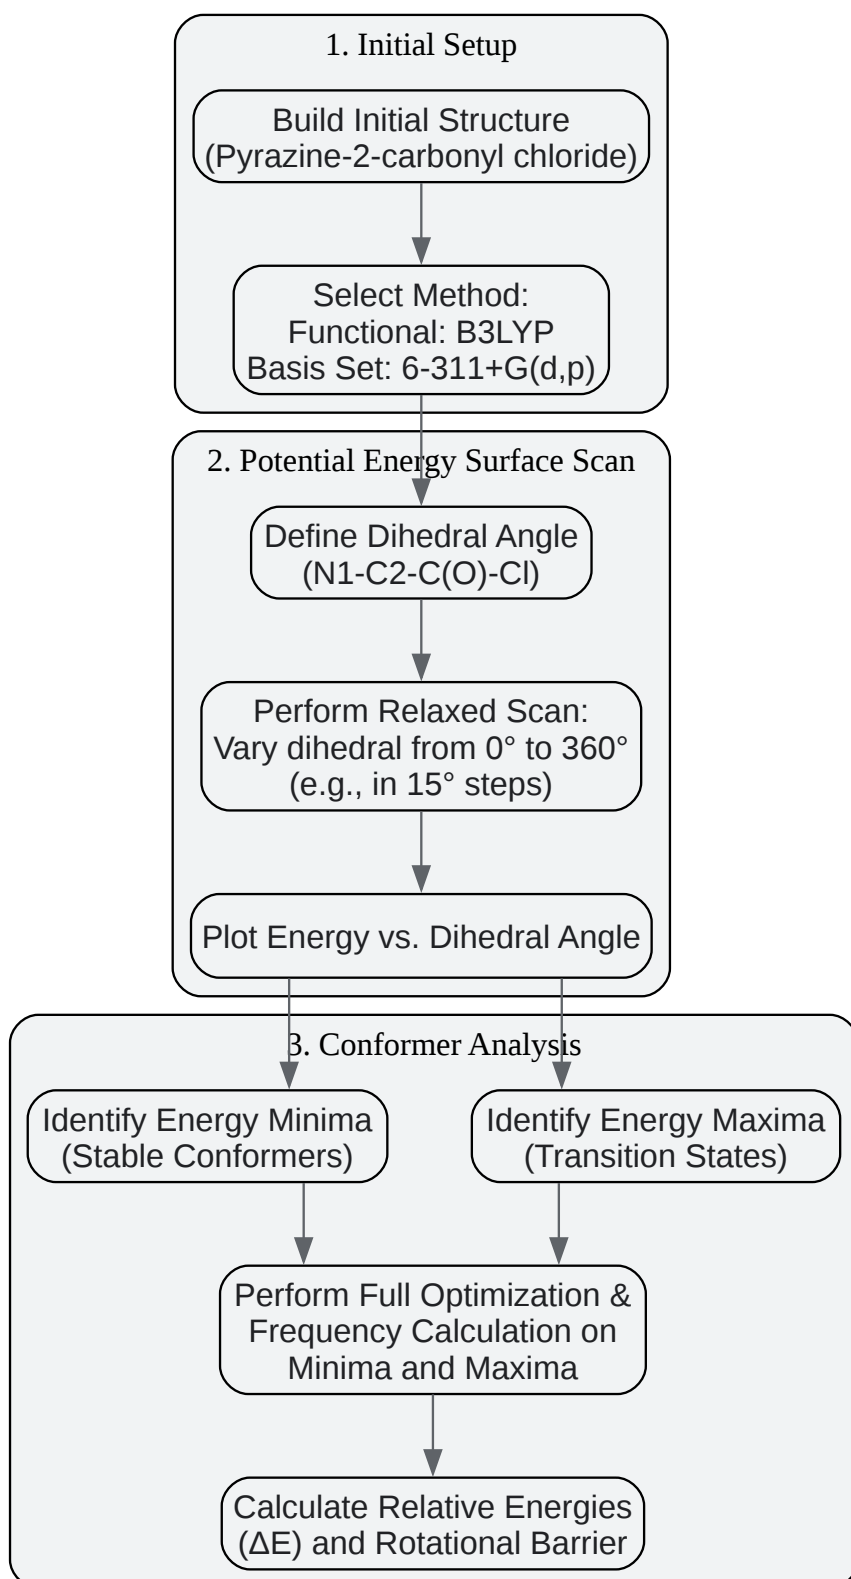 1. Initial Setup
Build Initial Structure
(Pyrazine-2-carbonyl chloride)
Select Method:
Functional: B3LYP
Basis Set: 6-311+G(d,p)
2. Potential Energy Surface Scan
Define Dihedral Angle
(N1-C2-C(O)-Cl)
Perform Relaxed Scan:
Vary dihedral from 0° to 360°
(e.g., in 15° steps)
Plot Energy vs. Dihedral Angle
3. Conformer Analysis
Identify Energy Minima
(Stable Conformers)
Identify Energy Maxima
(Transition States)
Perform Full Optimization &
Frequency Calculation on
Minima and Maxima
Calculate Relative Energies
(ΔE) and Rotational Barrier